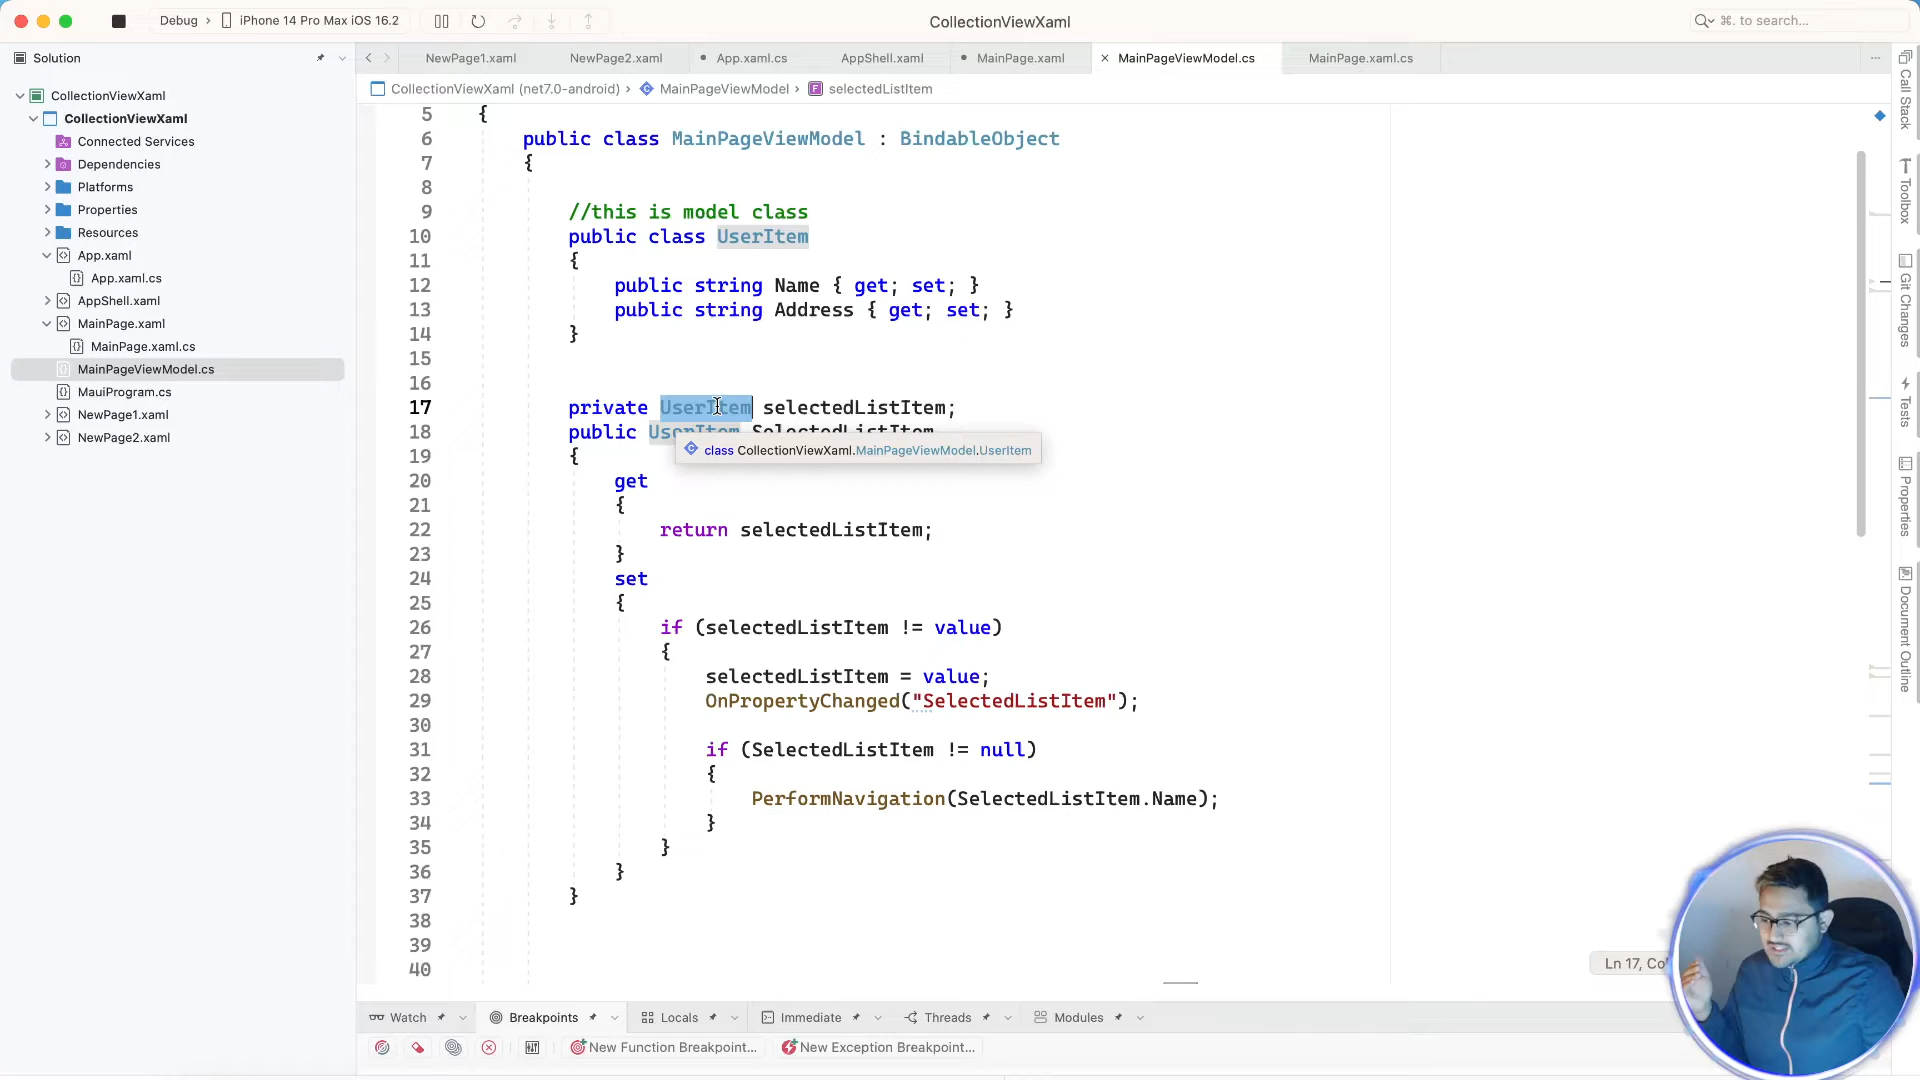 Debug › iPhone 14 Pro Max iOS 16.2
CollectionViewXaml
⌘. to search...
Solution
CollectionViewXaml
CollectionViewXaml
Connected Services
Dependencies
Platforms
Properties
Resources
App.xaml
App.xaml.cs
AppShell.xaml
MainPage.xaml
MainPage.xaml.cs
MainPageViewModel.cs
MauiProgram.cs
NewPage1.xaml
NewPage2.xaml
NewPage1.xaml NewPage2.xaml App.xaml.cs AppShell.xaml MainPage.xaml MainPageViewModel.cs MainPage.xaml.cs
CollectionViewXaml (net7.0-android) › MainPageViewModel › selectedListItem
5 {
6 public class MainPageViewModel : BindableObject
7 {
8
9 //this is model class
10 public class UserItem
11 {
12 public string Name { get; set; }
13 public string Address { get; set; }
14 }
15
16
17 private UserItem selectedListItem;
18 public UserItem SelectedListItem
class CollectionViewXaml.MainPageViewModel.UserItem
19 {
20 get
21 {
22 return selectedListItem;
23 }
24 set
25 {
26 if (selectedListItem != value)
27 {
28 selectedListItem = value;
29 OnPropertyChanged("SelectedListItem");
30
31 if (SelectedListItem != null)
32 {
33 PerformNavigation(SelectedListItem.Name);
34 }
35 }
36 }
37 }
38
39
40
Ln 17,
Watch Breakpoints Locals Immediate Threads Modules
New Function Breakpoint... New Exception Breakpoint...
Call Stack
Toolbox
Git Changes
Tests
Properties
Document Outline